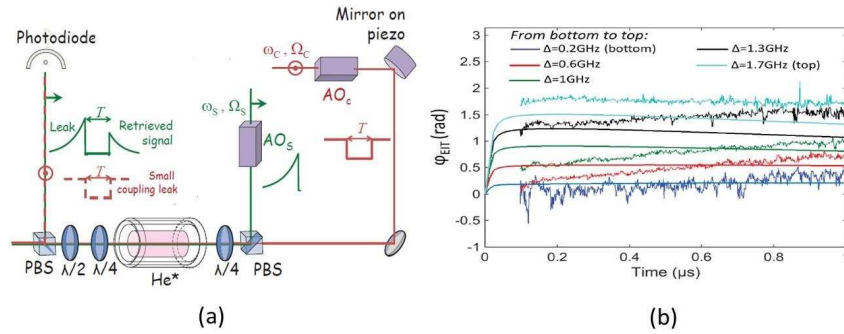 Photodiode
Mirror on
piezo
ω_C, Ω_C
AO_c
ω_S, Ω_S
AO_S
T
Leak
Retrieved
signal
T
Small
coupling leak
T
PBS
λ/2
λ/4
He*
λ/4
PBS
(a)
From bottom to top:
Δ=0.2GHz (bottom)
Δ=0.6GHz
Δ=1GHz
Δ=1.3GHz
Δ=1.7GHz (top)
φ_EIT (rad)
3
2.5
2
1.5
1
0.5
0
-0.5
-1
0
0.2
0.4
0.6
0.8
Time (μs)
(b)